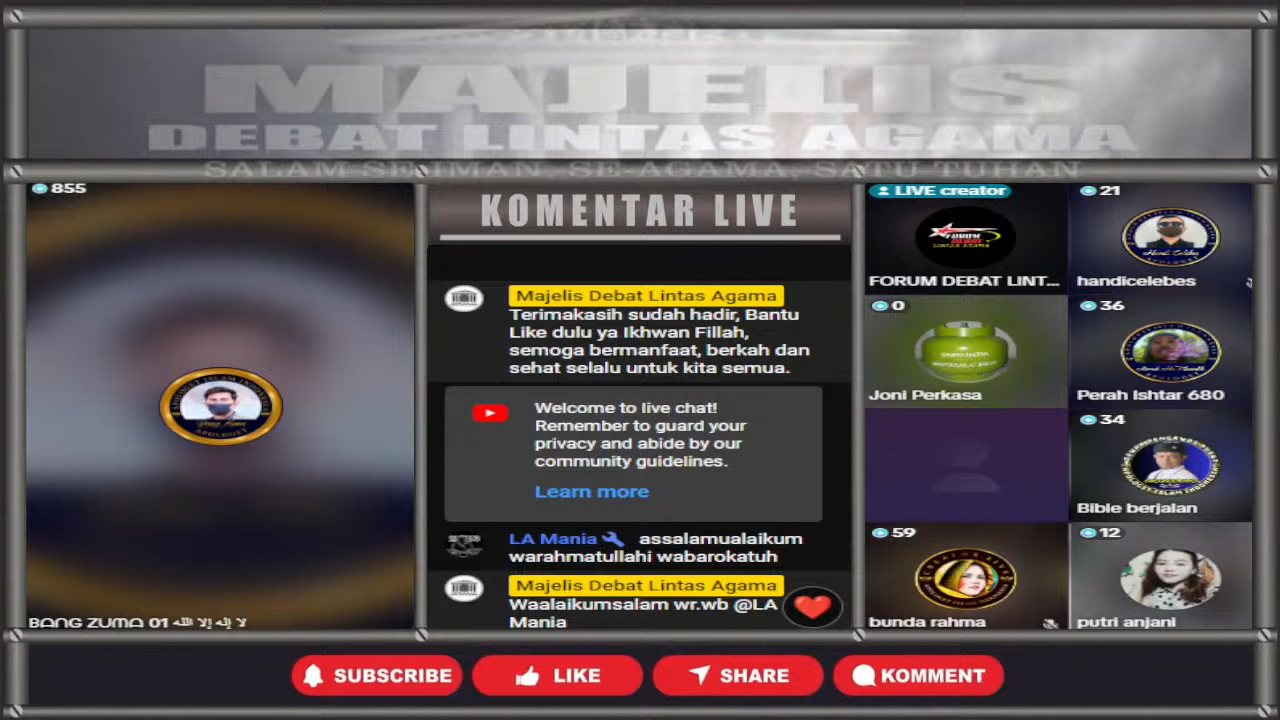 MAJELIS
DEBAT LINTAS AGAMA
SALAM SEIMAN, SE-AGAMA, SATU TUHAN
855
BANG ZUMA 01 لا إله إلا الله
KOMENTAR LIVE
Majelis Debat Lintas Agama
Terimakasih sudah hadir, Bantu
Like dulu ya Ikhwan Fillah,
semoga bermanfaat, berkah dan
sehat selalu untuk kita semua.
Welcome to live chat!
Remember to guard your
privacy and abide by our
community guidelines.
Learn more
LA Mania assalamualaikum
warahmatullahi wabarokatuh
Majelis Debat Lintas Agama
Waalaikumsalam wr.wb @LA
Mania
LIVE creator
FORUM DEBAT LINT...
21
handicelebes
0
Joni Perkasa
36
Perah Ishtar 680
34
Bible berjalan
59
bunda rahma
12
putri anjani
SUBSCRIBE
LIKE
SHARE
KOMMENT